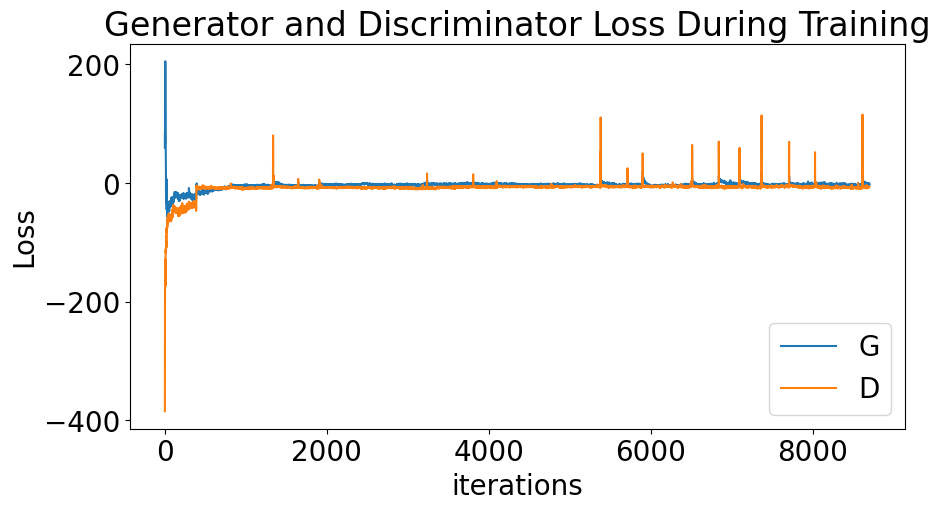 Generator and Discriminator Loss During Training
200
0
−200
−400
Loss
0 2000 4000 6000 8000
iterations
G
D